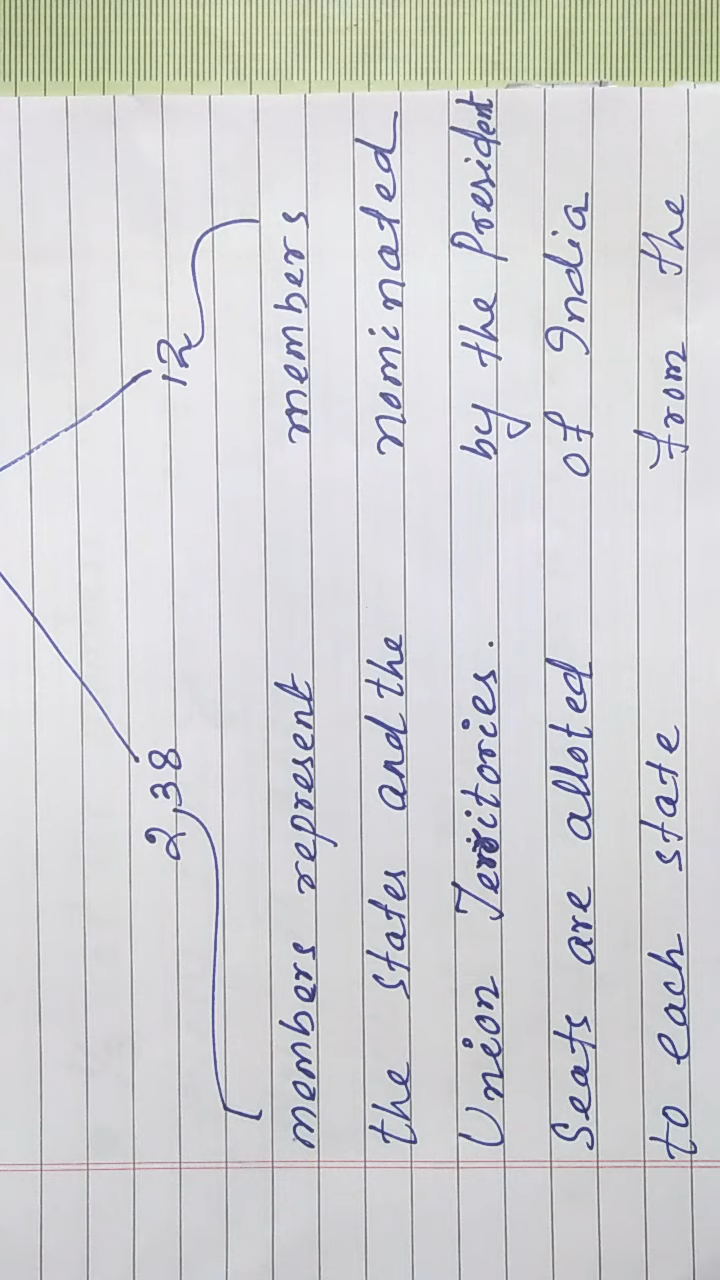 238 12
members represent members
the states and the nominated
Union Territories. by the President
Seats are alloted of India
to each state from the